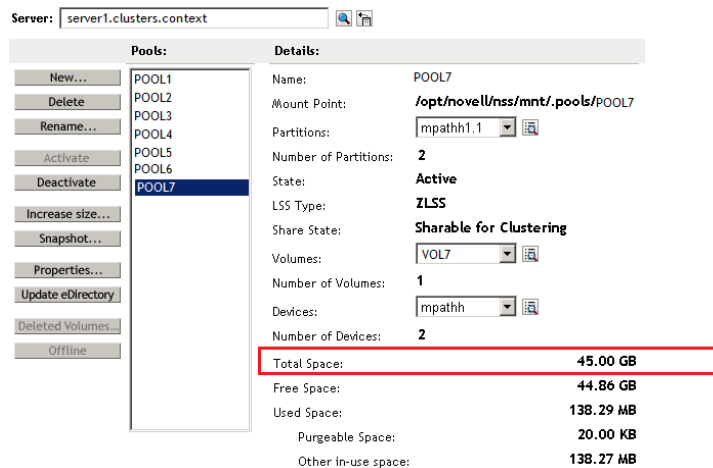 Server: server1.clusters.context
Pools: Details:
New...
Delete
Rename...
Activate
Deactivate
Increase size...
Snapshot...
Properties...
Update eDirectory
Deleted Volumes...
Offline
POOL1
POOL2
POOL3
POOL4
POOL5
POOL6
POOL7
Name: POOL7
Mount Point: /opt/novell/nss/mnt/.pools/POOL7
Partitions: mpathh1.1
Number of Partitions: 2
State: Active
LSS Type: ZLSS
Share State: Sharable for Clustering
Volumes: VOL7
Number of Volumes: 1
Devices: mpathh
Number of Devices: 2
Total Space: 45.00 GB
Free Space: 44.86 GB
Used Space: 138.29 MB
Purgeable Space: 20.00 KB
Other in-use space: 138.27 MB